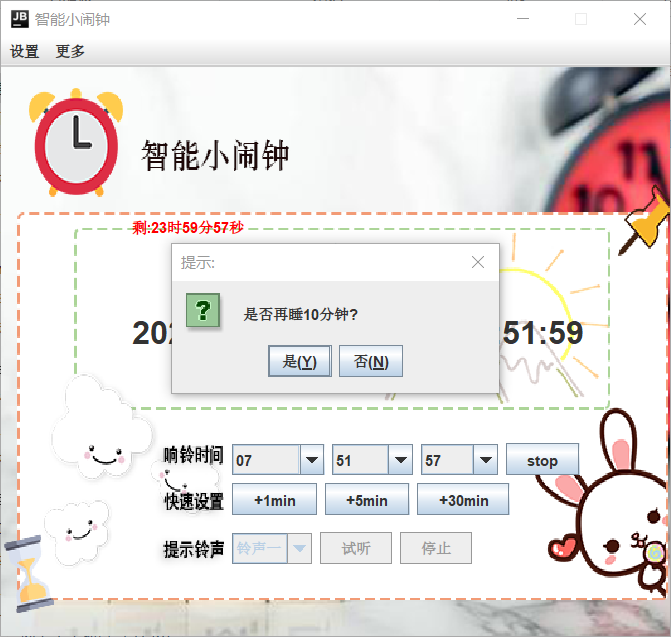 JB 智能小闹钟
设置 更多
智能小闹钟
11
10
剩:23时59分57秒
提示:
?
是否再睡10分钟?
202
51:59
是(Y) 否(N)
响铃时间 07 51 57 stop
快速设置 +1min +5min +30min
提示铃声 铃声一 试听 停止